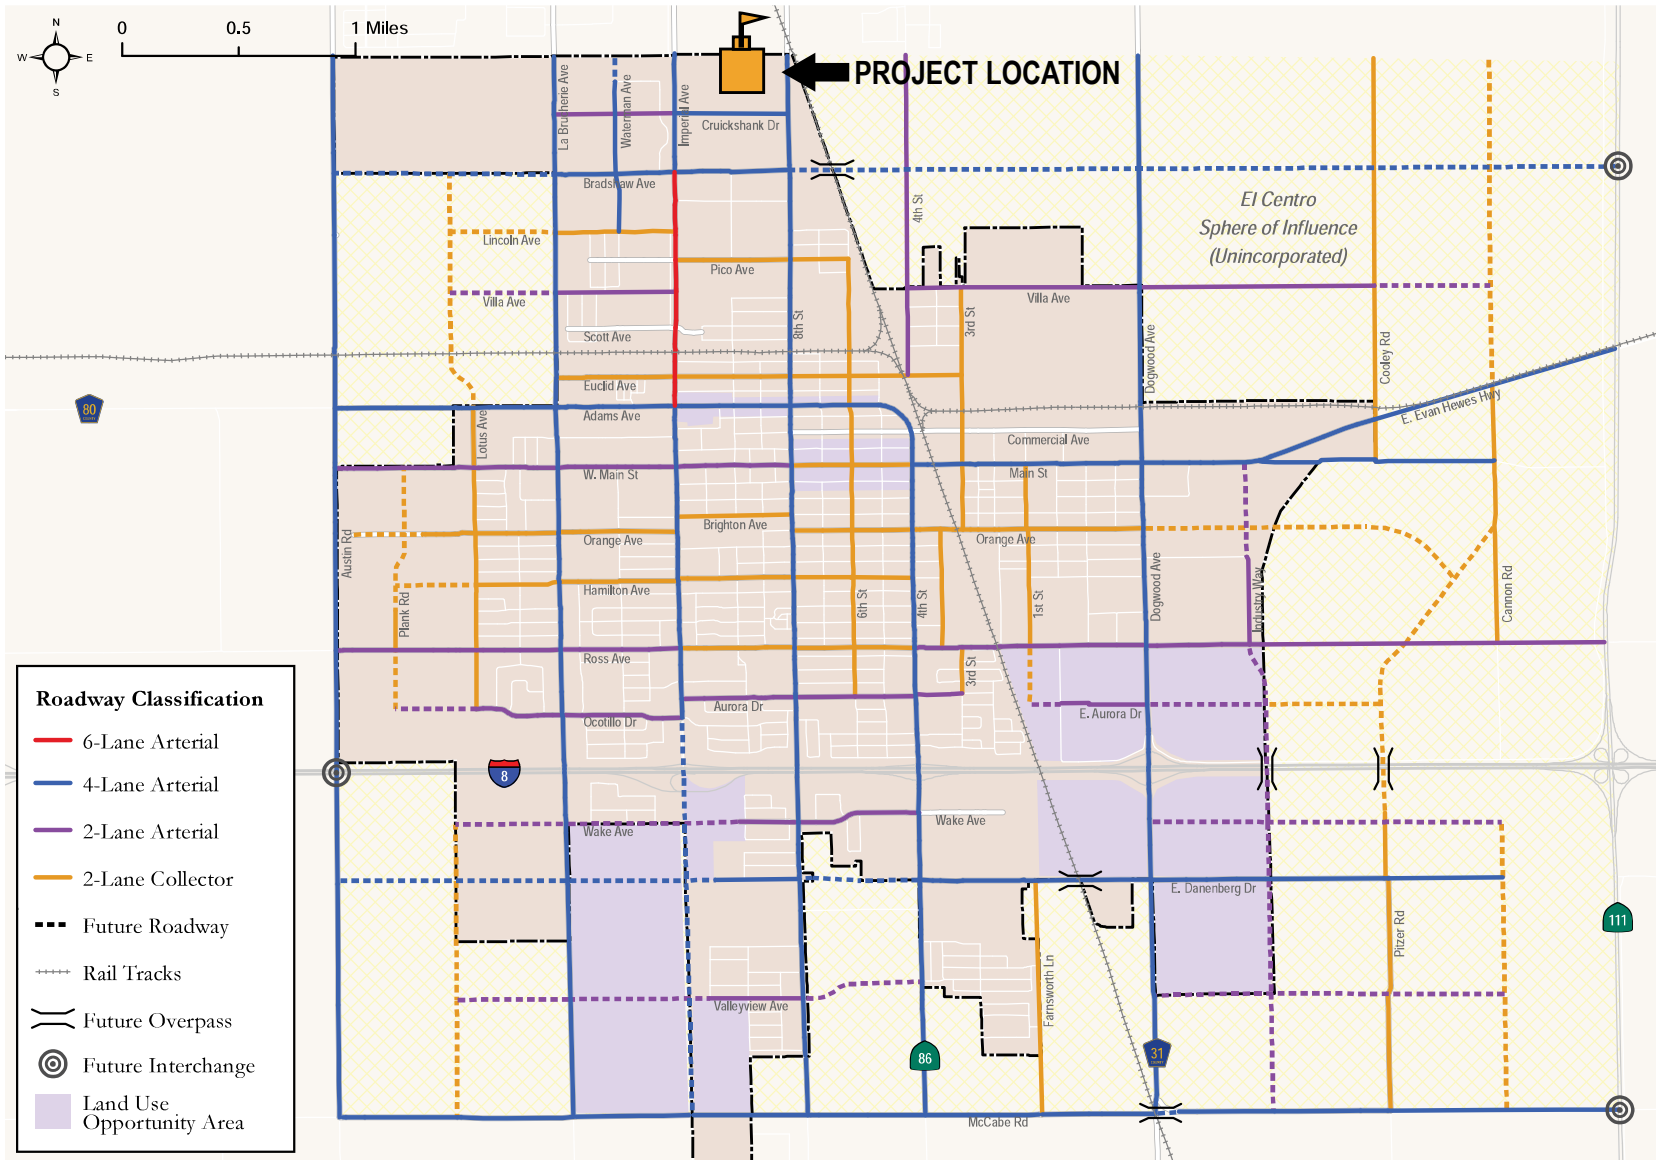 N
W E
S
0 0.5 1 Miles
PROJECT LOCATION
La Brucherie Ave
Waterman Ave
Imperial Ave
Cruickshank Dr
Bradshaw Ave
4th St
El Centro
Sphere of Influence
(Unincorporated)
Lincoln Ave
Pico Ave
Villa Ave
Villa Ave
Scott Ave
8th St
3rd St
Dogwood Ave
Cooley Rd
Euclid Ave
80
COUNTY
Adams Ave
Lotus Ave
E. Evan Hewes Hwy
Commercial Ave
W. Main St
Main St
Brighton Ave
Orange Ave
Orange Ave
Austin Rd
Hamilton Ave
Plank Rd
6th St
4th St
1st St
Dogwood Ave
Industry Way
Cannon Rd
Ross Ave
3rd St
Aurora Dr
Ocotillo Dr
E. Aurora Dr
8
Wake Ave
Wake Ave
E. Danenberg Dr
111
Pitzer Rd
Farnsworth Ln
Valleyview Ave
86
31
COUNTY
McCabe Rd
Roadway Classification
6-Lane Arterial
4-Lane Arterial
2-Lane Arterial
2-Lane Collector
Future Roadway
Rail Tracks
Future Overpass
Future Interchange
Land Use
Opportunity Area